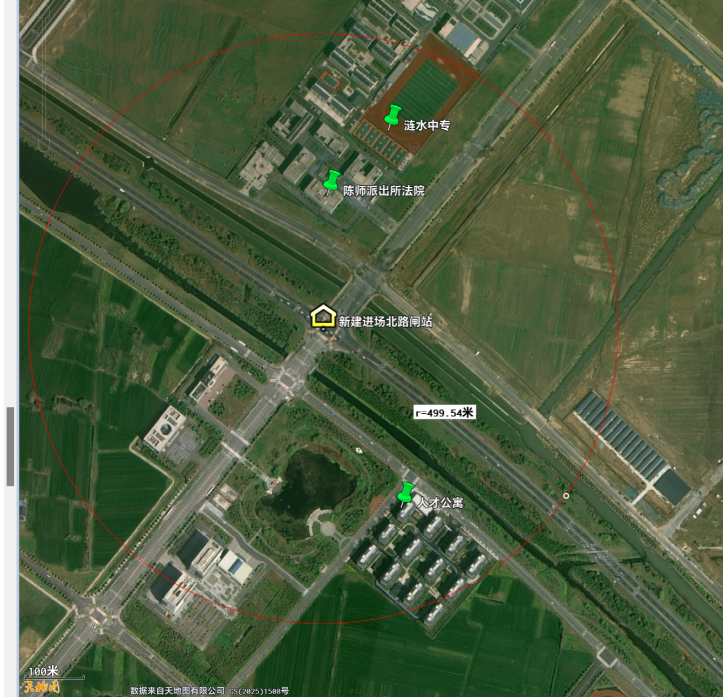 涟水中专
陈师派出所法院
新建进场北路闸站
r=499.54米
人才公寓
100米
天地图
数据来自天地图有限公司 GS(2025)1508号